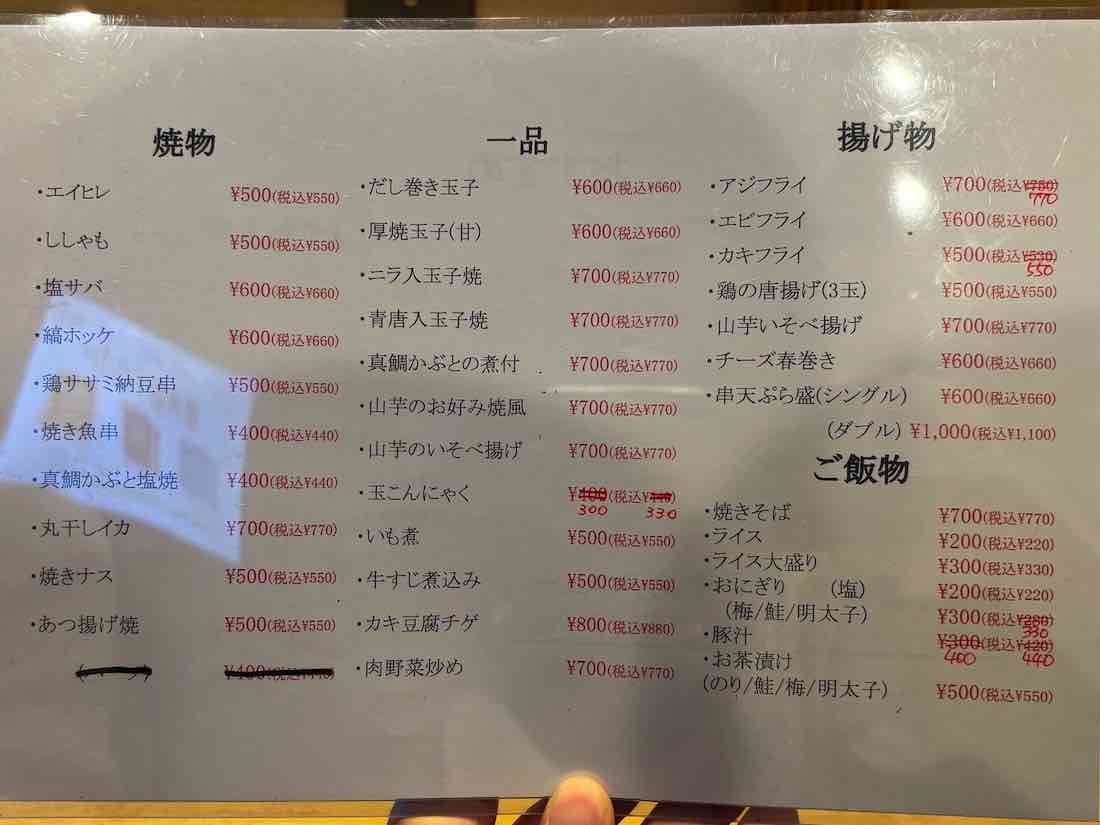 焼物
・エイヒレ ¥500(税込¥550)
・ししゃも ¥500(税込¥550)
・塩サバ ¥600(税込¥660)
・縞ホッケ ¥600(税込¥660)
・鶏ササミ納豆串 ¥500(税込¥550)
・焼き魚串 ¥400(税込¥440)
・真鯛かぶと塩焼 ¥400(税込¥440)
・丸干しイカ ¥700(税込¥770)
・焼きナス ¥500(税込¥550)
・あつ揚げ焼 ¥500(税込¥550)
一品
・だし巻き玉子 ¥600(税込¥660)
・厚焼玉子(甘) ¥600(税込¥660)
・ニラ入玉子焼 ¥700(税込¥770)
・青唐入玉子焼 ¥700(税込¥770)
・真鯛かぶとの煮付 ¥700(税込¥770)
・山芋のお好み焼風 ¥700(税込¥770)
・山芋のいそべ揚げ ¥700(税込¥770)
・玉こんにゃく ¥400(税込¥440)
300 330
・いも煮 ¥500(税込¥550)
・牛すじ煮込み ¥500(税込¥550)
・カキ豆腐チゲ ¥800(税込¥880)
・肉野菜炒め ¥700(税込¥770)
揚げ物
・アジフライ ¥700(税込¥750)
770
・エビフライ ¥600(税込¥660)
・カキフライ ¥500(税込¥530)
550
・鶏の唐揚げ(3玉) ¥500(税込¥550)
・山芋いそべ揚げ ¥700(税込¥770)
・チーズ春巻き ¥600(税込¥660)
・串天ぷら盛(シングル) ¥600(税込¥660)
(ダブル) ¥1,000(税込¥1,100)
ご飯物
・焼きそば ¥700(税込¥770)
・ライス ¥200(税込¥220)
・ライス大盛り ¥300(税込¥330)
・おにぎり (塩) ¥200(税込¥220)
(梅/鮭/明太子) ¥300(税込¥280)
330
・豚汁 ¥300(税込¥420)
400 440
・お茶漬け
(のり/鮭/梅/明太子) ¥500(税込¥550)